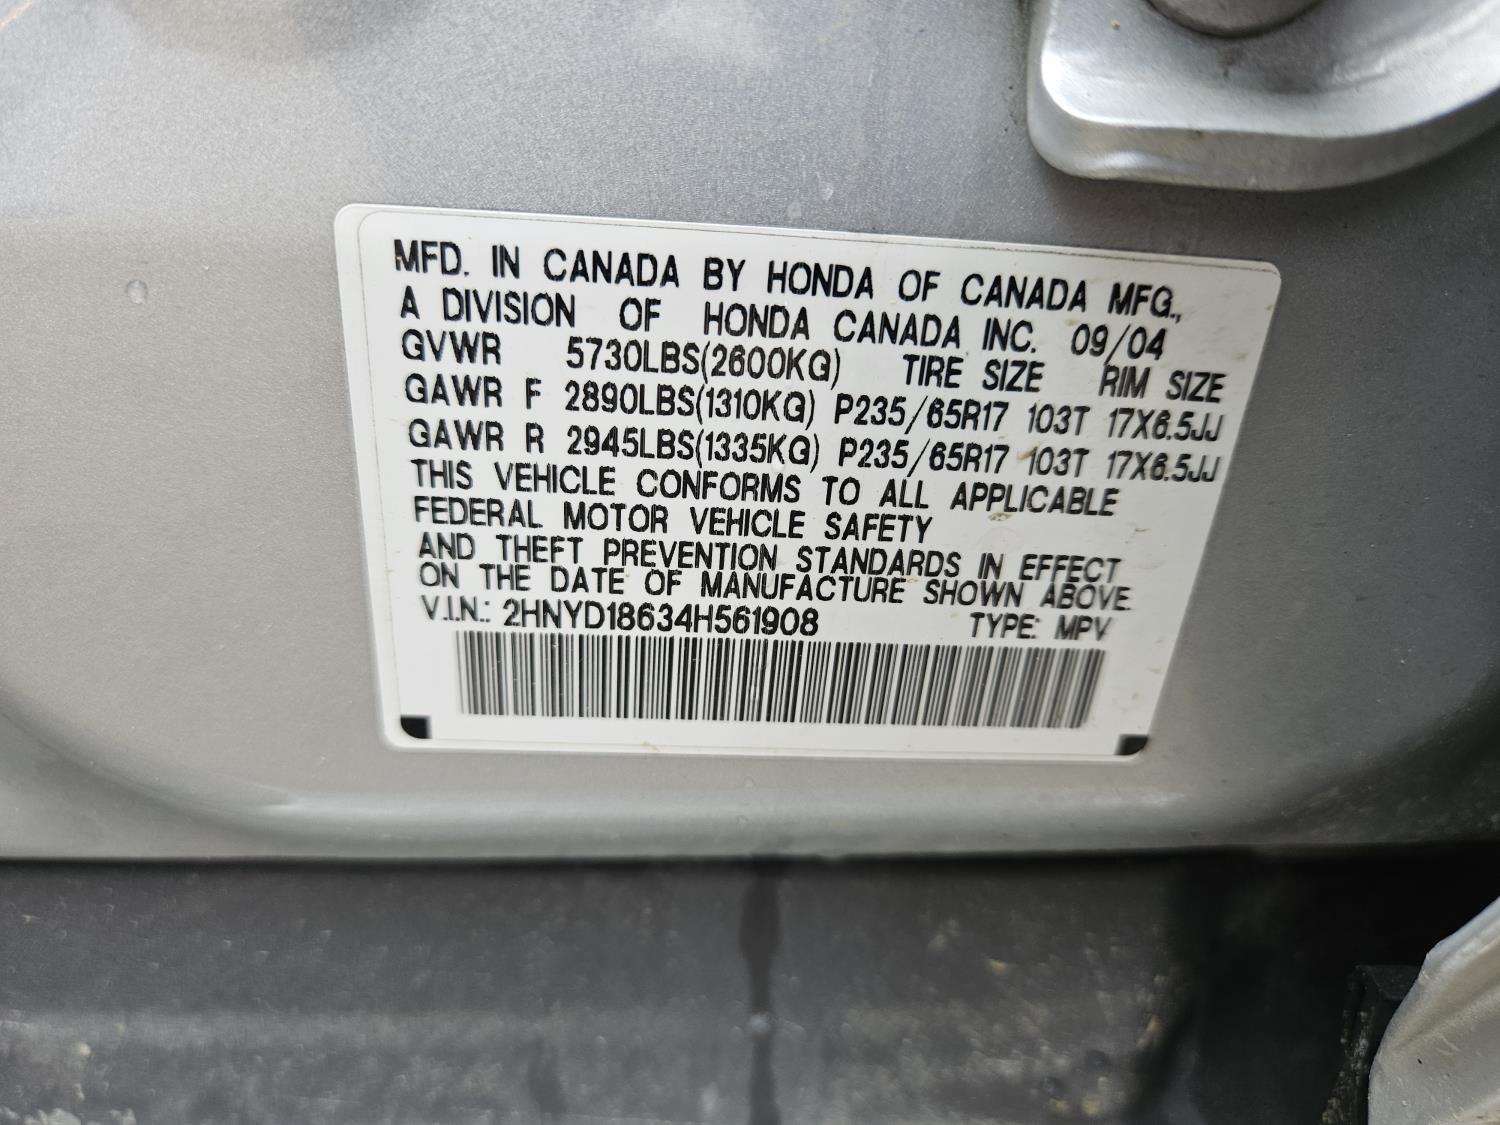 MFD. IN CANADA BY HONDA OF CANADA MFG.,
A DIVISION OF HONDA CANADA INC. 09/04
GVWR 5730LBS(2600KG) TIRE SIZE RIM SIZE
GAWR F 2890LBS(1310KG) P235/65R17 103T 17X6.5JJ
GAWR R 2945LBS(1335KG) P235/65R17 103T 17X6.5JJ
THIS VEHICLE CONFORMS TO ALL APPLICABLE
FEDERAL MOTOR VEHICLE SAFETY
AND THEFT PREVENTION STANDARDS IN EFFECT
ON THE DATE OF MANUFACTURE SHOWN ABOVE.
V.I.N.: 2HNYD18634H561908 TYPE: MPV